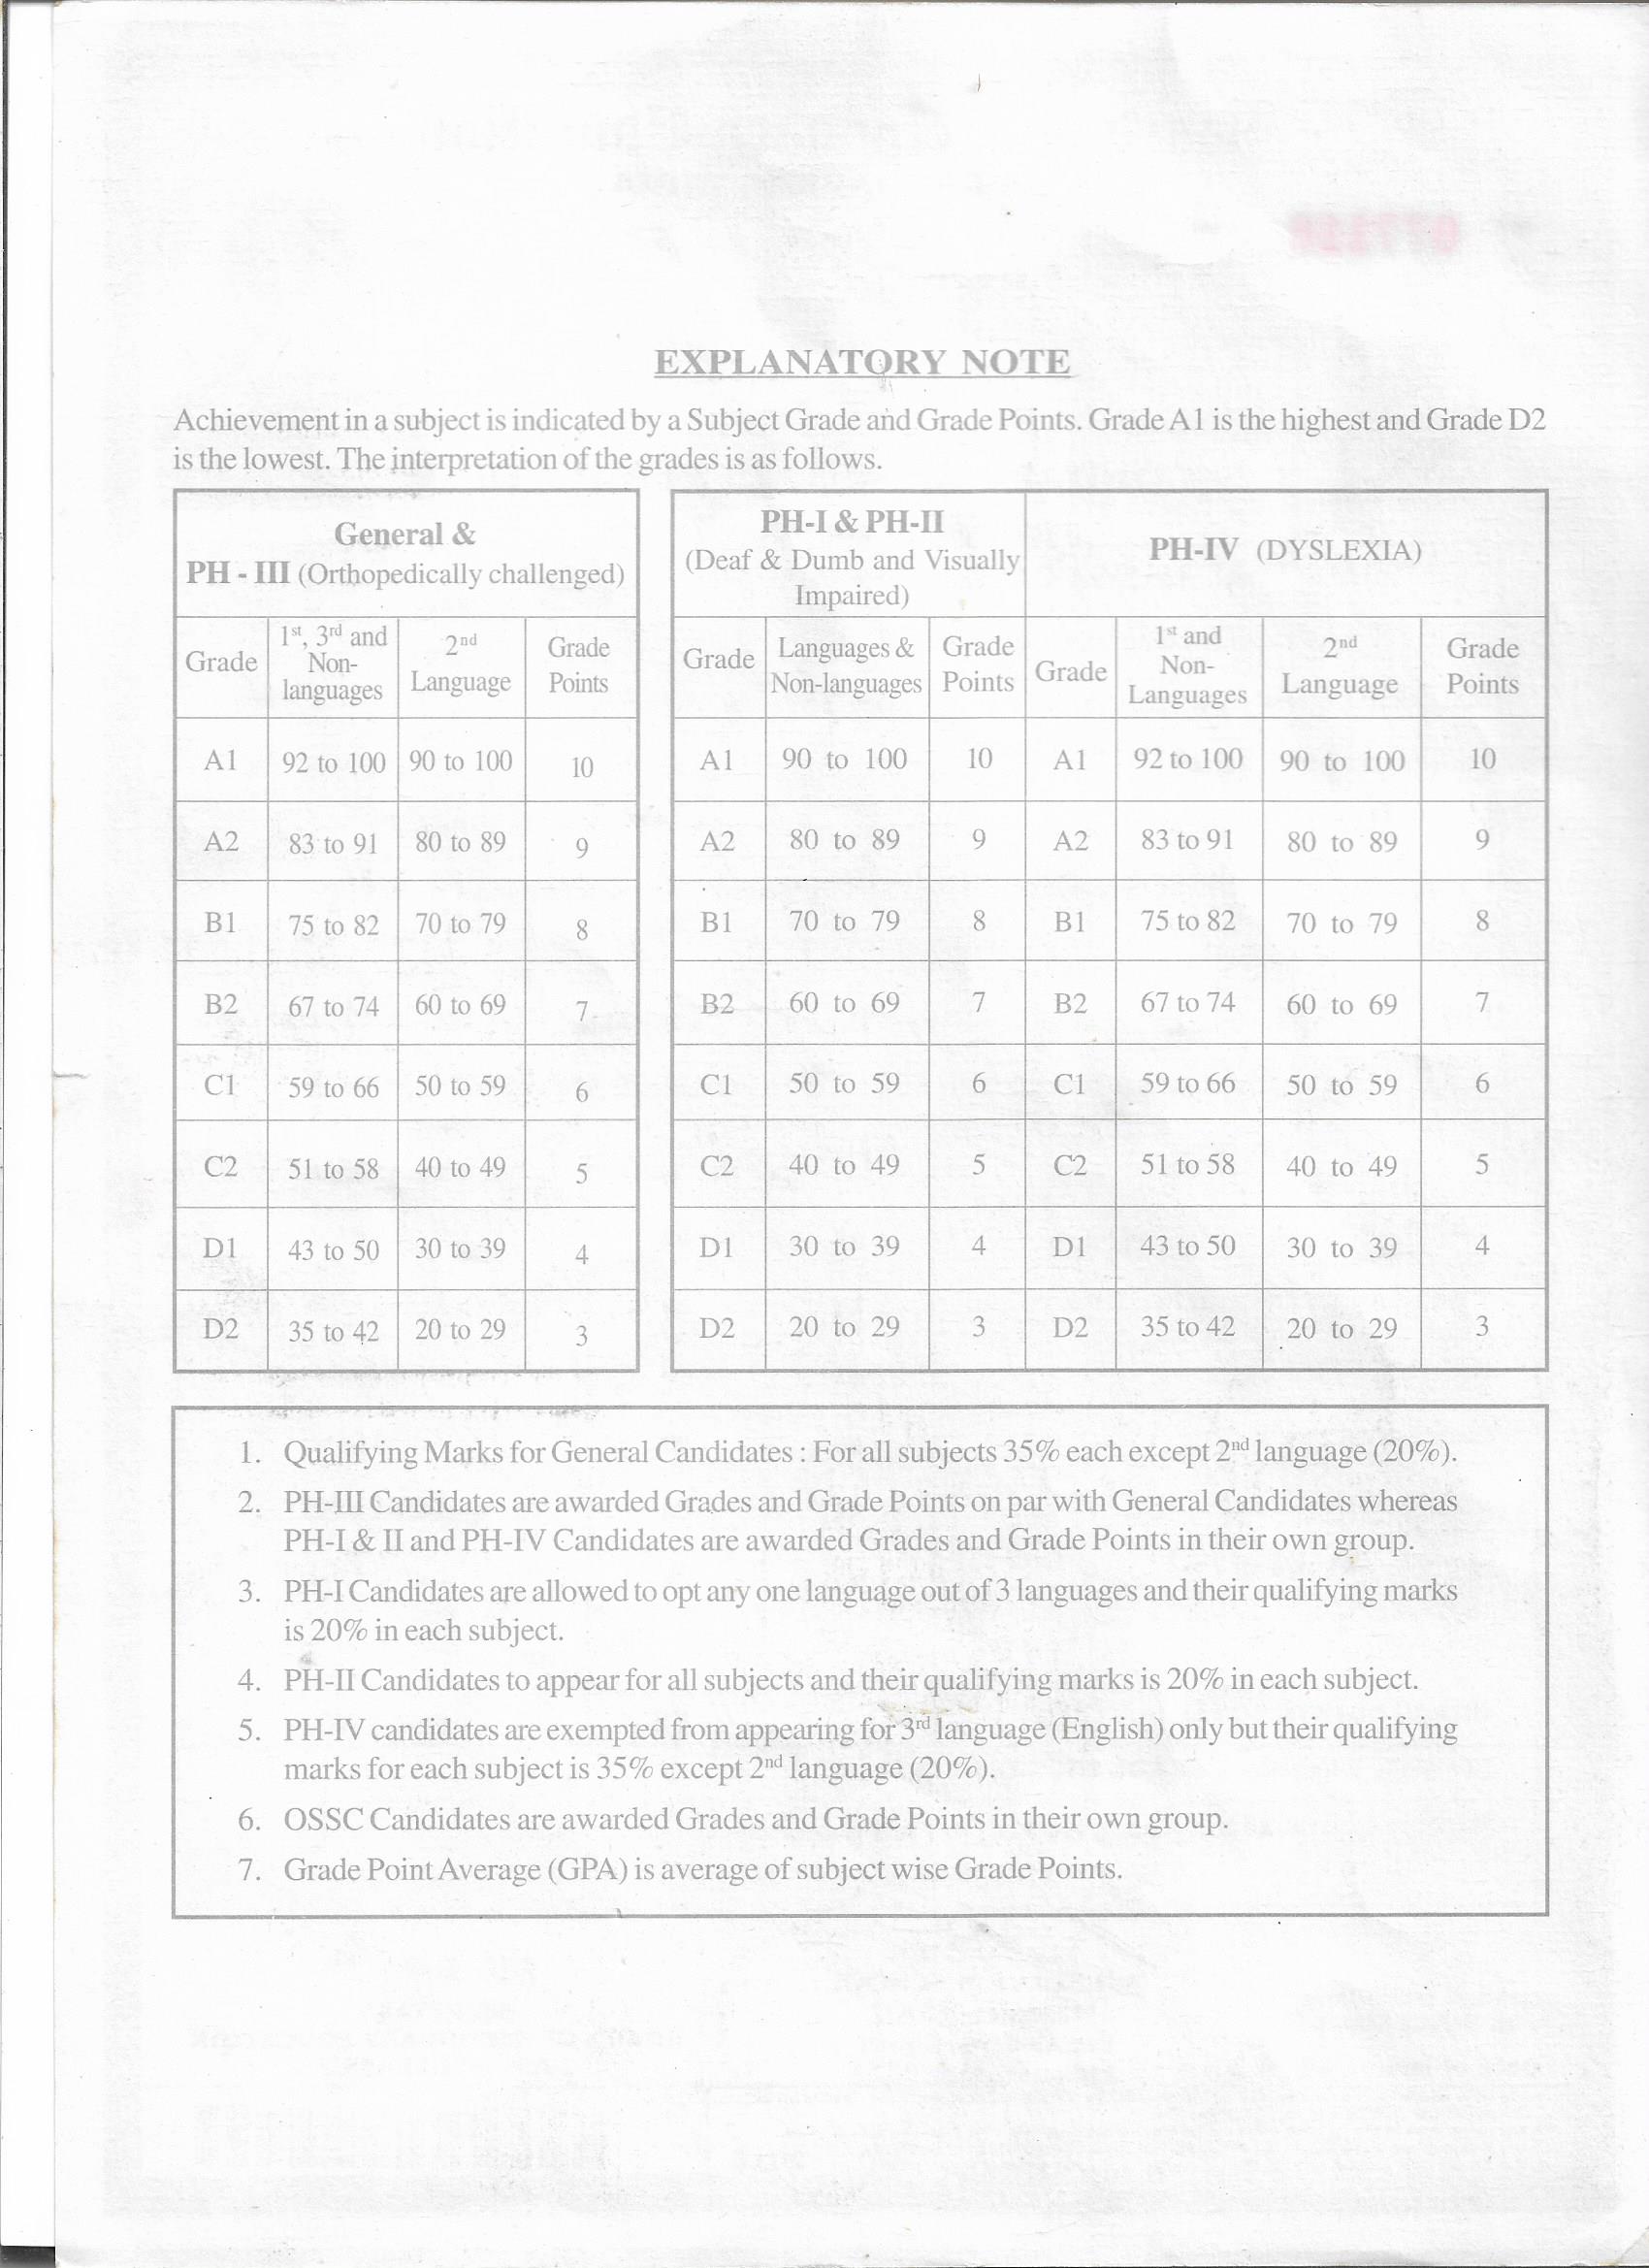 EXPLANATORY NOTE
Achievement in a subject is indicated by a Subject Grade and Grade Points. Grade A1 is the highest and Grade D2
is the lowest. The interpretation of the grades is as follows.
General &
PH - III (Orthopedically challenged)
Grade 1st, 3rd and Non-languages 2nd Language Grade Points
A1 92 to 100 90 to 100 10
A2 83 to 91 80 to 89 9
B1 75 to 82 70 to 79 8
B2 67 to 74 60 to 69 7
C1 59 to 66 50 to 59 6
C2 51 to 58 40 to 49 5
D1 43 to 50 30 to 39 4
D2 35 to 42 20 to 29 3
PH-I & PH-II
(Deaf & Dumb and Visually
Impaired)
PH-IV (DYSLEXIA)
Grade Languages & Non-languages Grade Points Grade 1st and Non-Languages 2nd Language Grade Points
A1 90 to 100 10 A1 92 to 100 90 to 100 10
A2 80 to 89 9 A2 83 to 91 80 to 89 9
B1 70 to 79 8 B1 75 to 82 70 to 79 8
B2 60 to 69 7 B2 67 to 74 60 to 69 7
C1 50 to 59 6 C1 59 to 66 50 to 59 6
C2 40 to 49 5 C2 51 to 58 40 to 49 5
D1 30 to 39 4 D1 43 to 50 30 to 39 4
D2 20 to 29 3 D2 35 to 42 20 to 29 3
1. Qualifying Marks for General Candidates : For all subjects 35% each except 2nd language (20%).
2. PH-III Candidates are awarded Grades and Grade Points on par with General Candidates whereas
PH-I & II and PH-IV Candidates are awarded Grades and Grade Points in their own group.
3. PH-I Candidates are allowed to opt any one language out of 3 languages and their qualifying marks
is 20% in each subject.
4. PH-II Candidates to appear for all subjects and their qualifying marks is 20% in each subject.
5. PH-IV candidates are exempted from appearing for 3rd language (English) only but their qualifying
marks for each subject is 35% except 2nd language (20%).
6. OSSC Candidates are awarded Grades and Grade Points in their own group.
7. Grade Point Average (GPA) is average of subject wise Grade Points.